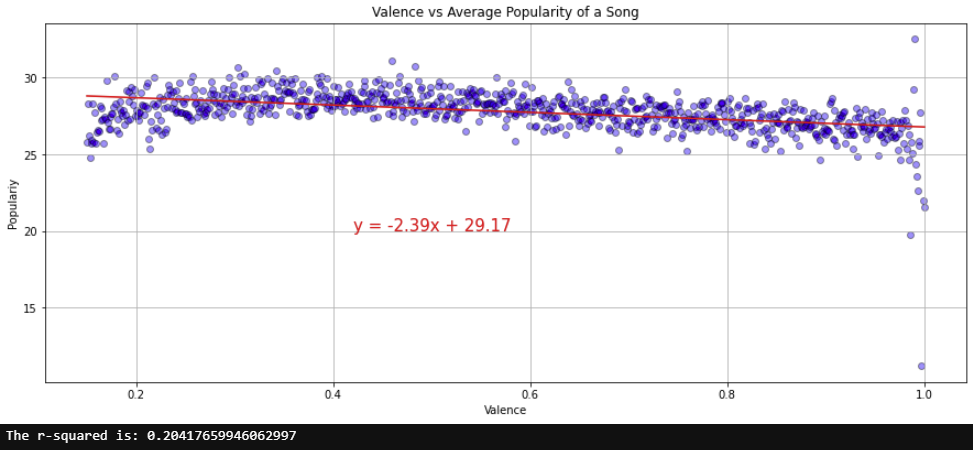 Valence vs Average Popularity of a Song
30
25
20
15
Populariy
y = -2.39x + 29.17
0.2 0.4 0.6 0.8 1.0
Valence
The r-squared is: 0.20417659946062997